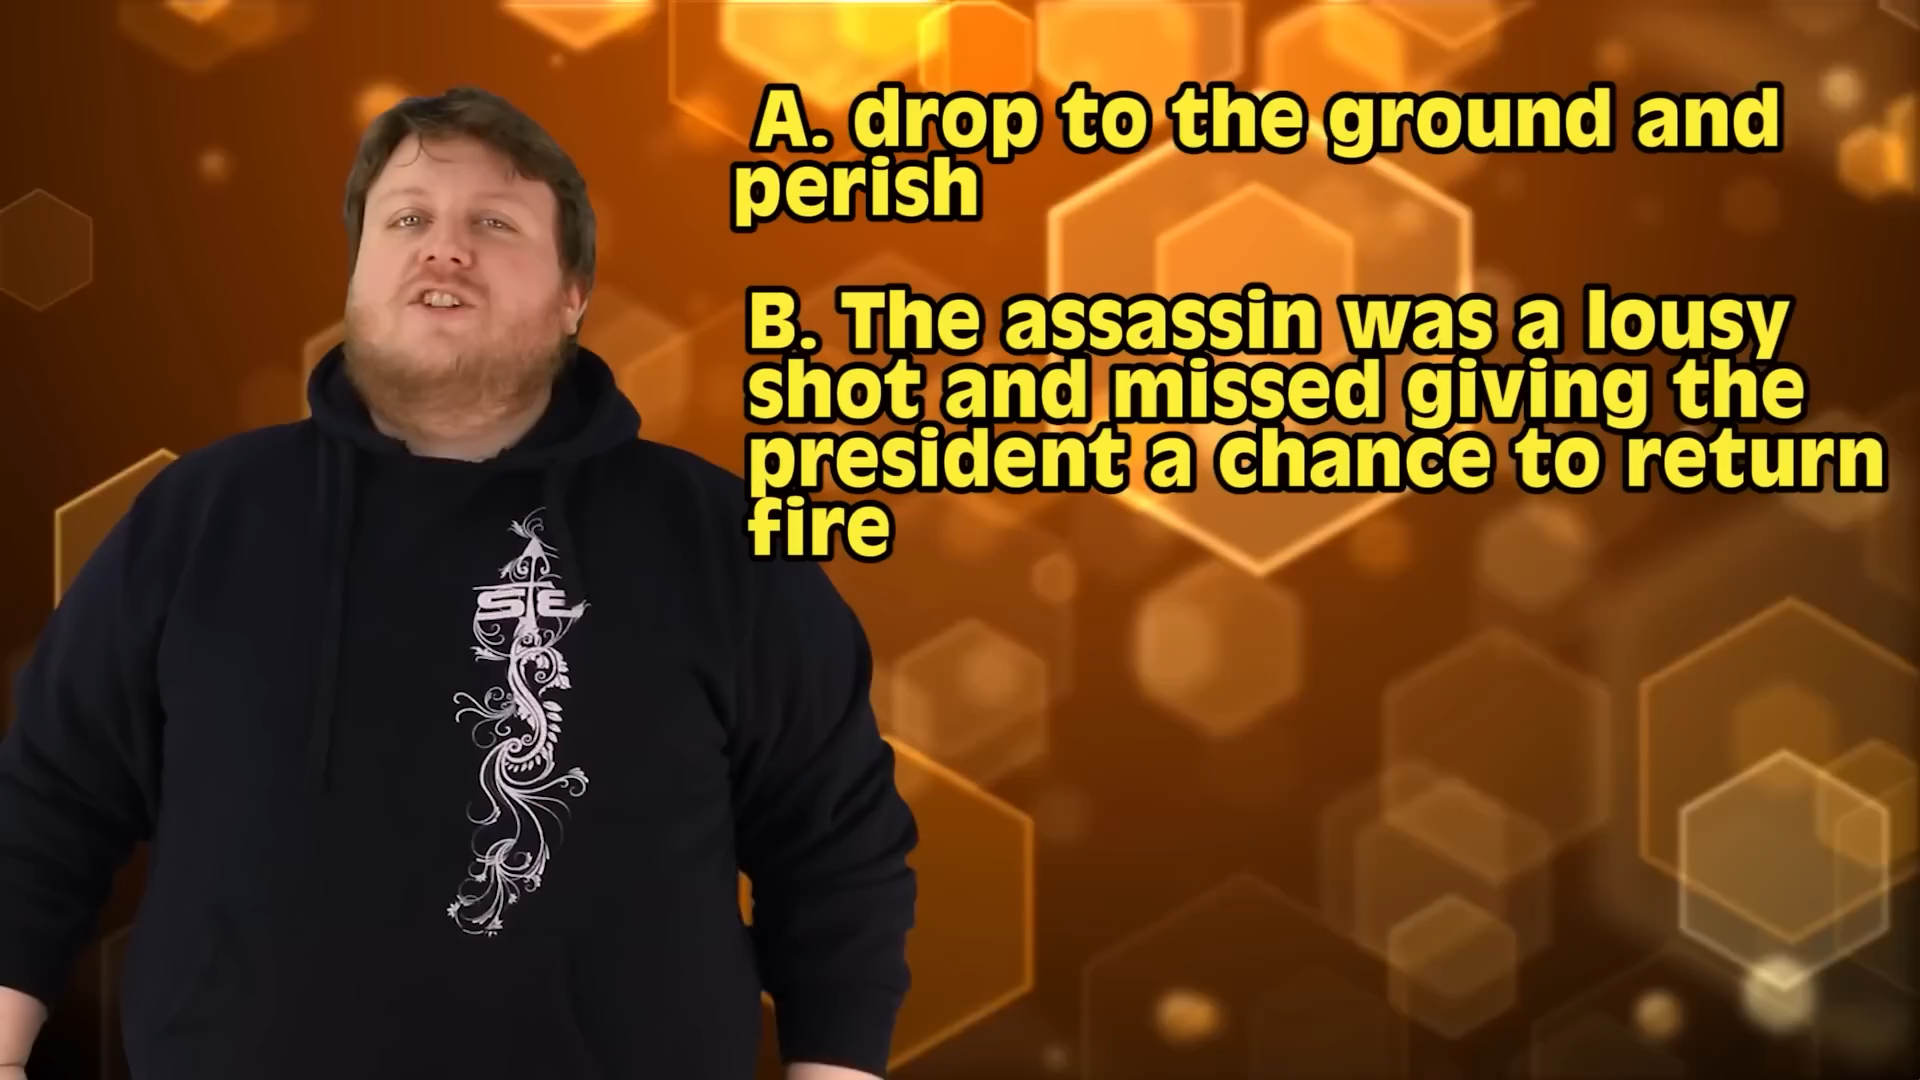 A. drop to the ground and
perish
B. The assassin was a lousy
shot and missed giving the
president a chance to return
fire
STE